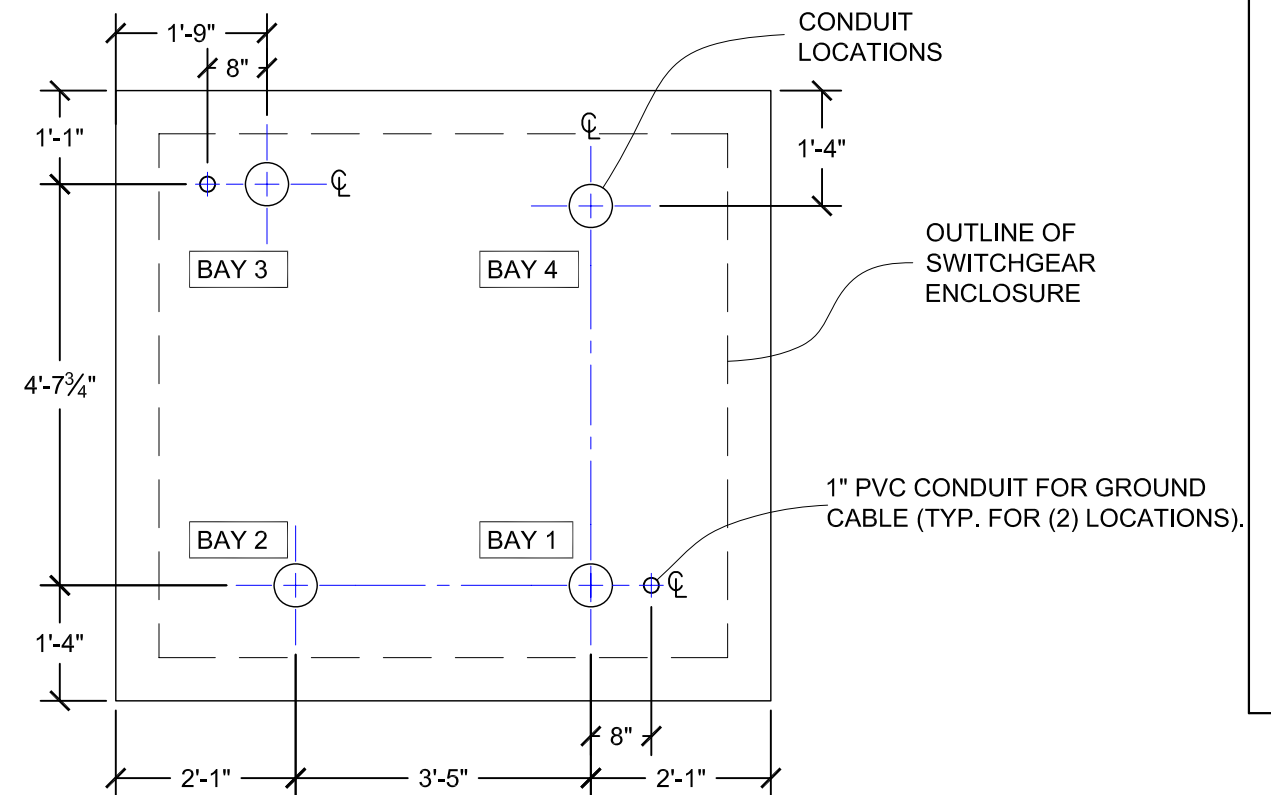 CONDUIT
LOCATIONS
1'-9"
8"
1'-1"
℄
1'-4"
℄
BAY 3
BAY 4
OUTLINE OF
SWITCHGEAR
ENCLOSURE
4'-7¾"
1" PVC CONDUIT FOR GROUND
CABLE (TYP. FOR (2) LOCATIONS).
BAY 2
BAY 1
℄
1'-4"
8"
2'-1"
3'-5"
2'-1"